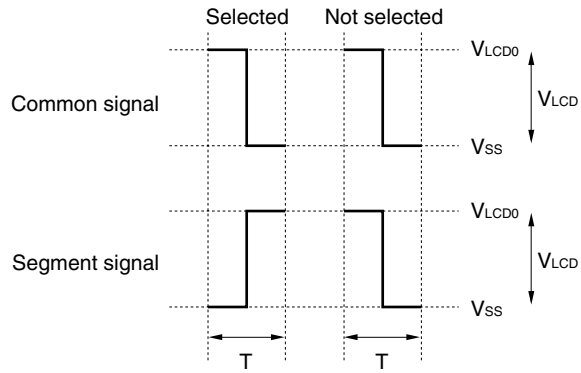 Selected Not selected
VLCD0
Common signal
VLCD
VSS
VLCD0
Segment signal
VLCD
VSS
T T